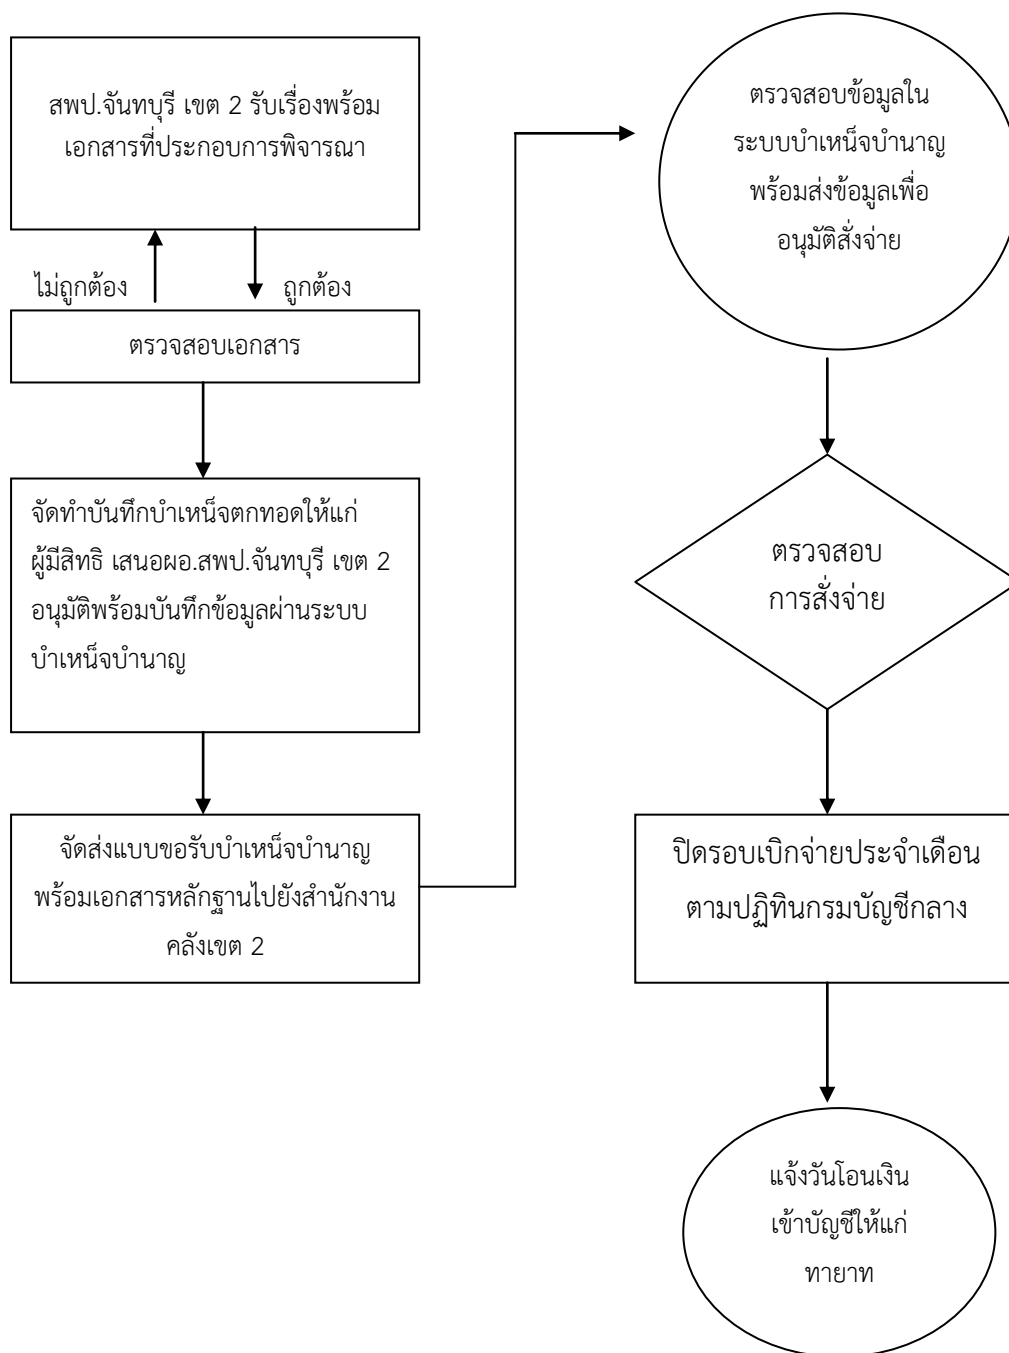 สพป.จันทบุรี เขต 2 รับเรื่องพร้อม
เอกสารที่ประกอบการพิจารณา
ไม่ถูกต้อง
ถูกต้อง
ตรวจสอบเอกสาร
จัดทำบันทึกบำเหน็จตกทอดให้แก่
ผู้มีสิทธิ เสนอผอ.สพป.จันทบุรี เขต 2
อนุมัติพร้อมบันทึกข้อมูลผ่านระบบ
บำเหน็จบำนาญ
จัดส่งแบบขอรับบำเหน็จบำนาญ
พร้อมเอกสารหลักฐานไปยังสำนักงาน
คลังเขต 2
ตรวจสอบข้อมูลใน
ระบบบำเหน็จบำนาญ
พร้อมส่งข้อมูลเพื่อ
อนุมัติสั่งจ่าย
ตรวจสอบ
การสั่งจ่าย
ปิดรอบเบิกจ่ายประจำเดือน
ตามปฏิทินกรมบัญชีกลาง
แจ้งวันโอนเงิน
เข้าบัญชีให้แก่
ทายาท